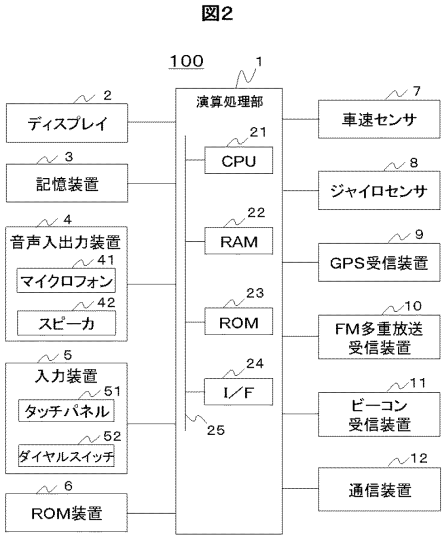 図2
100
1
演算処理部
21
CPU
22
RAM
23
ROM
24
I/F
25
2
ディスプレイ
3
記憶装置
4
音声入出力装置
41
マイクロフォン
42
スピーカ
5
入力装置
51
タッチパネル
52
ダイヤルスイッチ
6
ROM装置
7
車速センサ
8
ジャイロセンサ
9
GPS受信装置
10
FM多重放送
受信装置
11
ビーコン
受信装置
12
通信装置